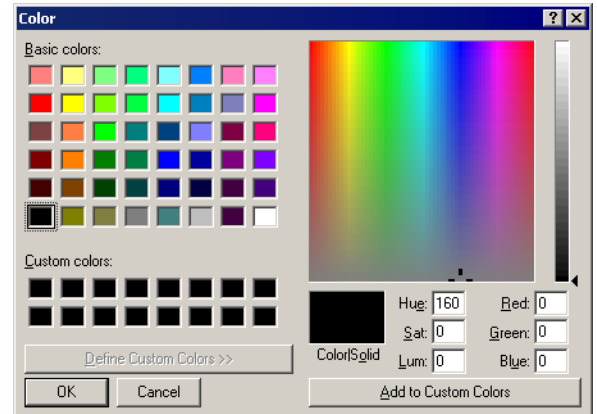 Color
Basic colors:
Custom colors:
Define Custom Colors >>
OK Cancel
Color|Solid
Hue: 160 Red: 0
Sat: 0 Green: 0
Lum: 0 Blue: 0
Add to Custom Colors